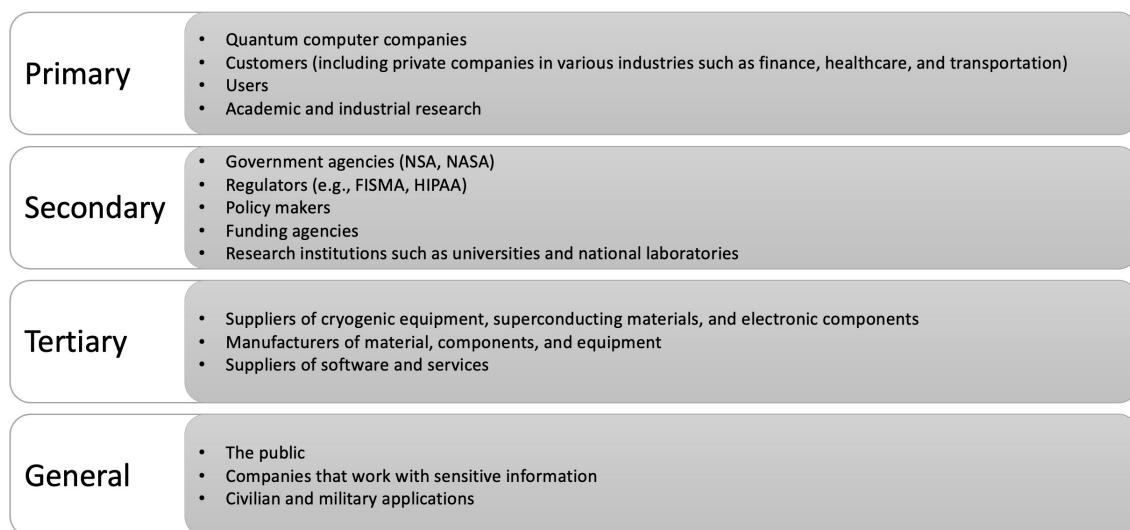 Primary
• Quantum computer companies
• Customers (including private companies in various industries such as finance, healthcare, and transportation)
• Users
• Academic and industrial research
Secondary
• Government agencies (NSA, NASA)
• Regulators (e.g., FISMA, HIPAA)
• Policy makers
• Funding agencies
• Research institutions such as universities and national laboratories
Tertiary
• Suppliers of cryogenic equipment, superconducting materials, and electronic components
• Manufacturers of material, components, and equipment
• Suppliers of software and services
General
• The public
• Companies that work with sensitive information
• Civilian and military applications